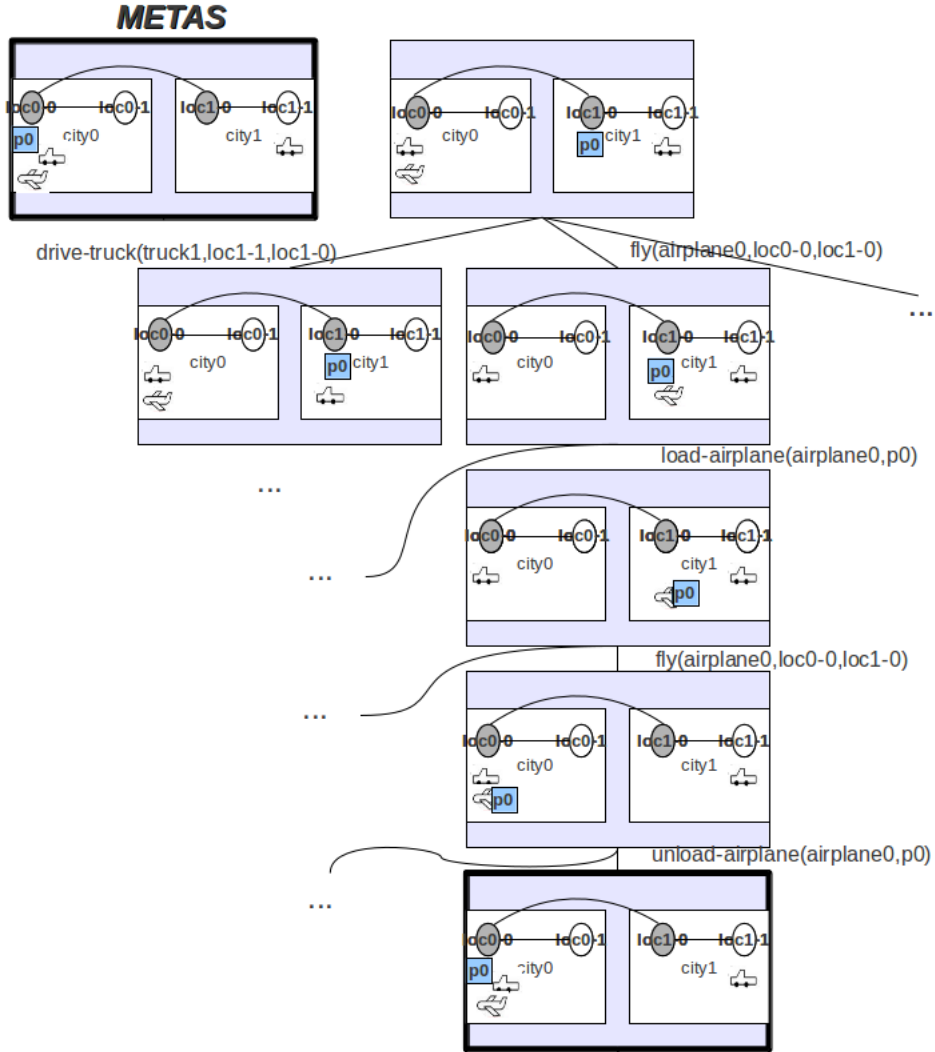 METAS
loc0-0 loc0-1 loc1-0 loc1-1
p0 city0 city1
loc0-0 loc0-1 loc1-0 loc1-1
city0 p0 city1
drive-truck(truck1,loc1-1,loc1-0)
fly(airplane0,loc0-0,loc1-0)
...
loc0-0 loc0-1 loc1-0 loc1-1
city0 p0 city1
loc0-0 loc0-1 loc1-0 loc1-1
city0 p0 city1
...
load-airplane(airplane0,p0)
loc0-0 loc0-1 loc1-0 loc1-1
city0 city1
p0
...
fly(airplane0,loc0-0,loc1-0)
...
loc0-0 loc0-1 loc1-0 loc1-1
city0 city1
p0
unload-airplane(airplane0,p0)
...
loc0-0 loc0-1 loc1-0 loc1-1
p0 city0 city1